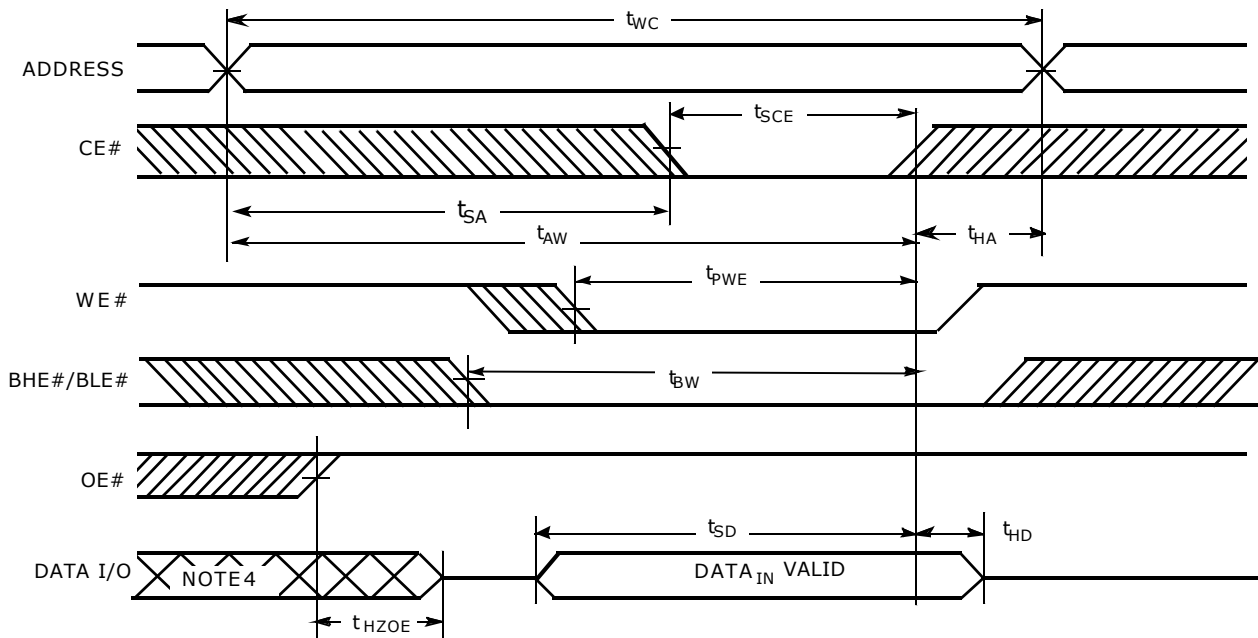 tWC
ADDRESS
tSCE
CE#
tSA
tAW
tHA
tPWE
WE#
BHE#/BLE#
tBW
OE#
tSD
tHD
DATA I/O
NOTE4
DATAIN VALID
tHZOE